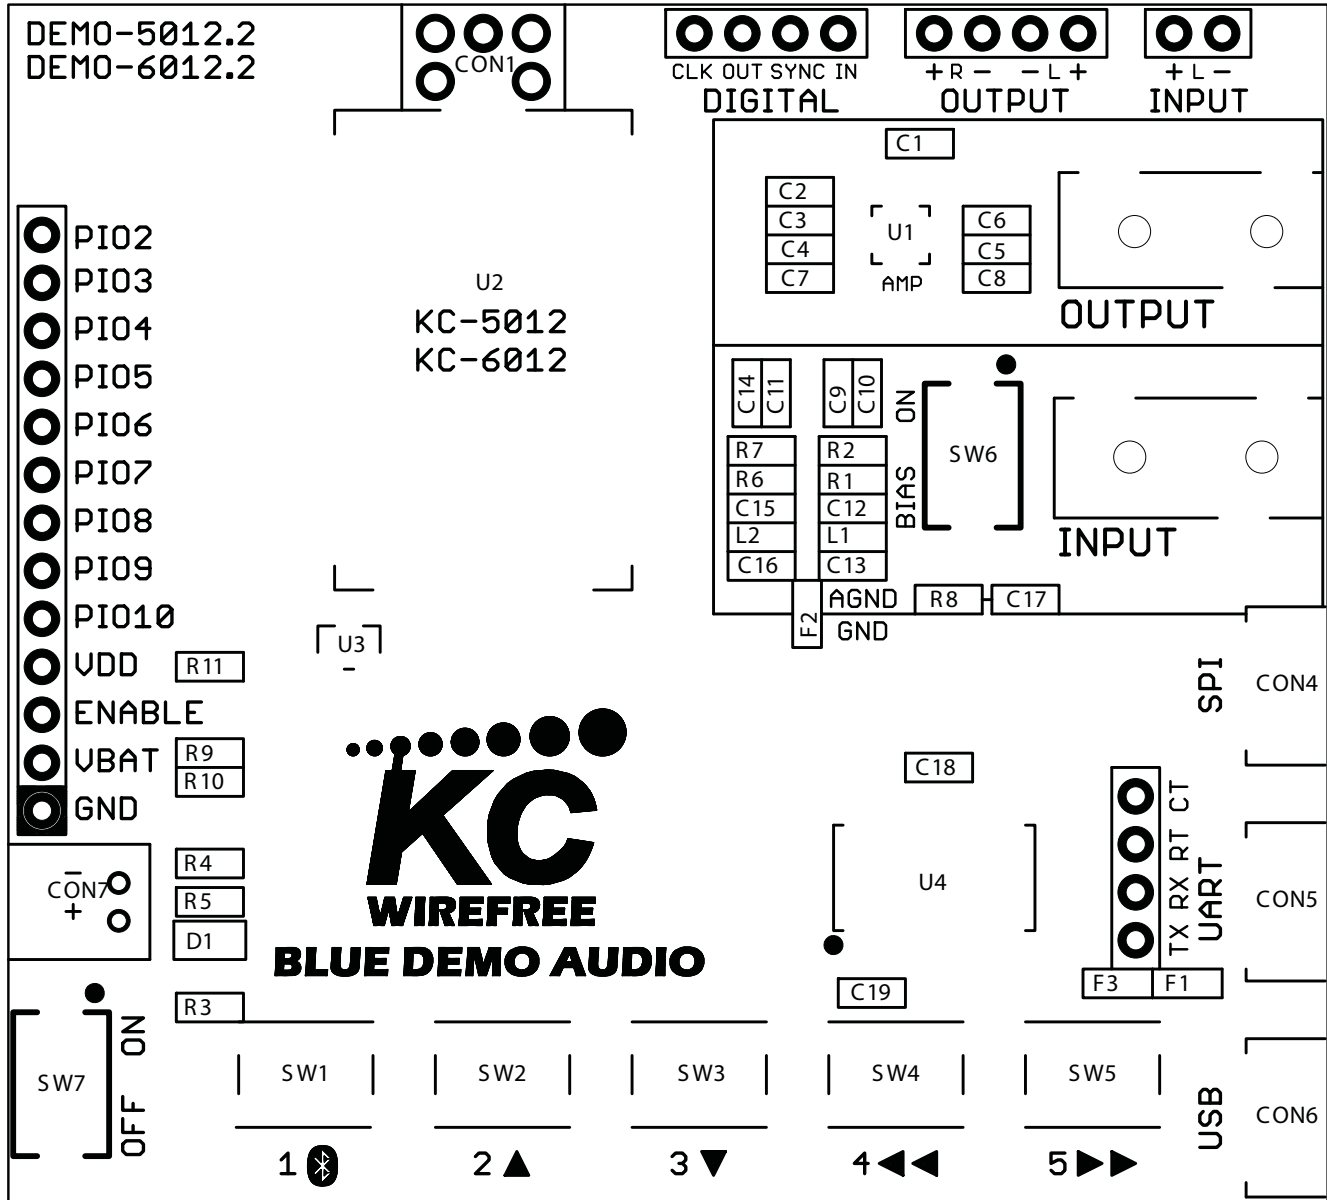 DEMO-5012.2
DEMO-6012.2
CON1
CLK OUT SYNC IN
DIGITAL
+ R - - L +
OUTPUT
+ L -
INPUT
C1
C2
C3
C4
C7
U1
AMP
C6
C5
C8
OUTPUT
PIO2
PIO3
PIO4
PIO5
PIO6
PIO7
PIO8
PIO9
PIO10
VDD
ENABLE
VBAT
GND
U2
KC-5012
KC-6012
C14
C11
C9
C10
R7
R6
C15
L2
C16
R2
R1
C12
L1
C13
BIAS ON
SW6
INPUT
F2
AGND
GND
R8
C17
U3
R11
R9
R10
R4
R5
D1
R3
- CON7 +
KC
WIREFREE
BLUE DEMO AUDIO
C18
U4
C19
SPI
CON4
TX RX RT CT
UART
CON5
F3
F1
SW7
OFF ON
SW1
SW2
SW3
SW4
SW5
USB
CON6
1
2 ▲
3 ▼
4 ◀◀
5 ▶▶